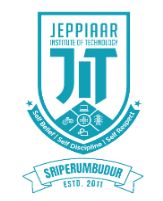 JEPPIAAR
INSTITUTE OF TECHNOLOGY
JIT
Self Belief | Self Discipline | Self Respect
SRIPERUMBUDUR
ESTD. 2011